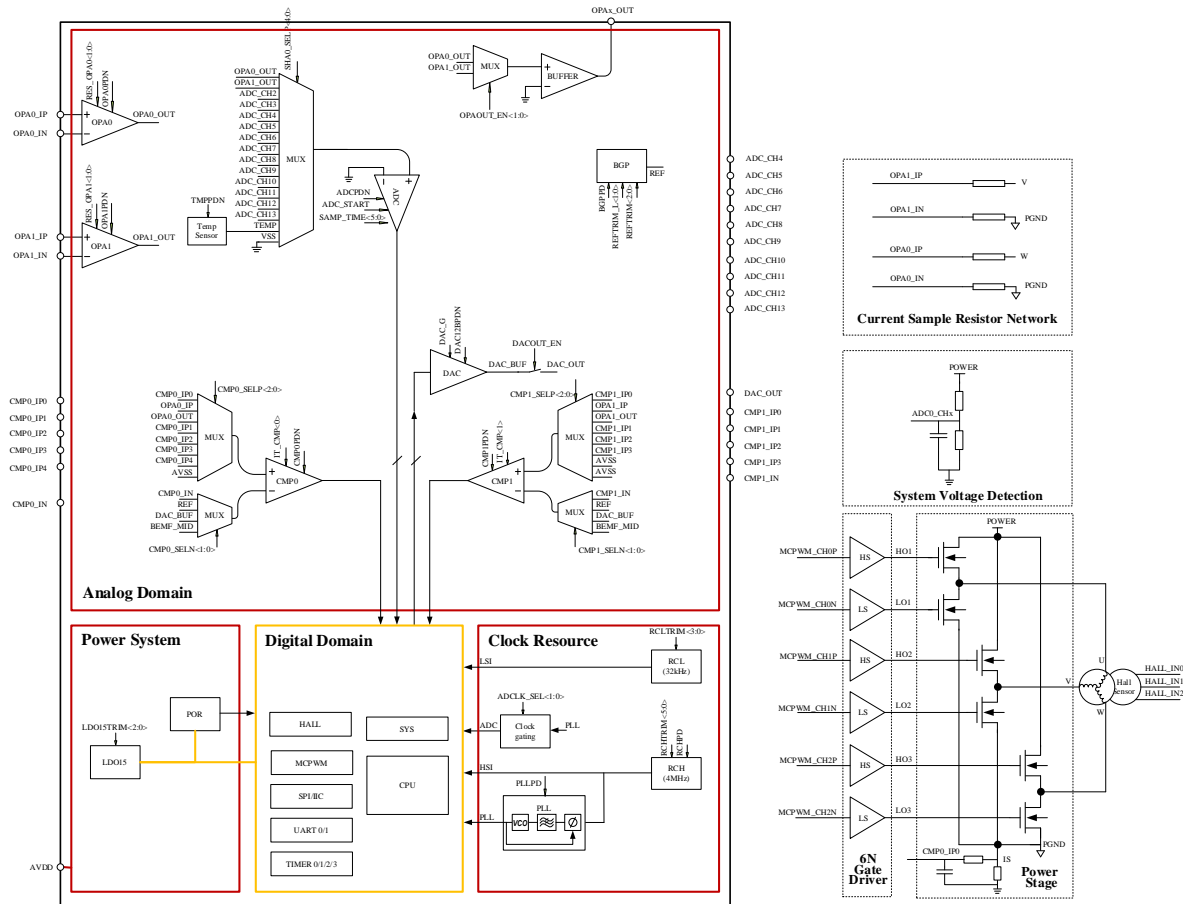 OPAx_OUT
SHA0_SELP<4:0>
RES_OPA0<1:0>
OPA0PDN
OPA0_IP
OPA0_IN
+
−
OPA0
OPA0_OUT
RES_OPA1<1:0>
OPA1PDN
OPA1_IP
OPA1_IN
+
−
OPA1
OPA1_OUT
OPA0_OUT
OPA1_OUT
ADC_CH2
ADC_CH3
ADC_CH4
ADC_CH5
ADC_CH6
ADC_CH7
ADC_CH8
ADC_CH9
ADC_CH10
ADC_CH11
ADC_CH12
ADC_CH13
TEMP
VSS
MUX
TMPPDN
Temp
Sensor
ADCPDN
ADC_START
SAMP_TIME<5:0>
−
+
ADC
OPA0_OUT
OPA1_OUT
MUX
OPAOUT_EN<1:0>
+
−
BUFFER
BGP
REF
BGPPD
REFTRIM_L<1:0>
REFTRIM<2:0>
ADC_CH4
ADC_CH5
ADC_CH6
ADC_CH7
ADC_CH8
ADC_CH9
ADC_CH10
ADC_CH11
ADC_CH12
ADC_CH13
DAC_G
DAC12BPDN
DAC
DAC_BUF
DACOUT_EN
DAC_OUT
CMP0_IP0
CMP0_IP1
CMP0_IP2
CMP0_IP3
CMP0_IP4
CMP0_IN
CMP0_SELP<2:0>
CMP0_IP0
OPA0_IP
OPA0_OUT
CMP0_IP1
CMP0_IP2
CMP0_IP3
CMP0_IP4
AVSS
MUX
CMP0_IN
REF
DAC_BUF
BEMF_MID
MUX
CMP0_SELN<1:0>
IT_CMP<0>
CMP0PDN
+
−
CMP0
CMP1PDN
IT_CMP<1>
+
−
CMP1
CMP1_SELP<2:0>
MUX
CMP1_IP0
OPA1_IP
OPA1_OUT
CMP1_IP1
CMP1_IP2
CMP1_IP3
AVSS
AVSS
MUX
CMP1_IN
REF
DAC_BUF
BEMF_MID
CMP1_SELN<1:0>
DAC_OUT
CMP1_IP0
CMP1_IP1
CMP1_IP2
CMP1_IP3
CMP1_IN
Analog Domain
Power System
LDO15TRIM<2:0>
LDO15
POR
AVDD
Digital Domain
HALL
MCPWM
SPI/IIC
UART 0/1
TIMER 0/1/2/3
SYS
CPU
Clock Resource
RCLTRIM<3:0>
LSI
RCL
(32kHz)
ADCLK_SEL<1:0>
ADC
Clock
gating
PLL
RCHTRIM<5:0>
RCHPD
HSI
RCH
(4MHz)
PLLPD
PLL
PLL
VCO
Ø
OPA1_IP
V
OPA1_IN
PGND
OPA0_IP
W
OPA0_IN
PGND
Current Sample Resistor Network
POWER
ADC0_CHx
System Voltage Detection
POWER
MCPWM_CH0P
HS
HO1
MCPWM_CH0N
LS
LO1
MCPWM_CH1P
HS
HO2
MCPWM_CH1N
LS
LO2
MCPWM_CH2P
HS
HO3
MCPWM_CH2N
LS
LO3
U
V
W
Hall
Sensor
HALL_IN0
HALL_IN1
HALL_IN2
PGND
CMP0_IP0
IS
6N
Gate
Driver
Power
Stage